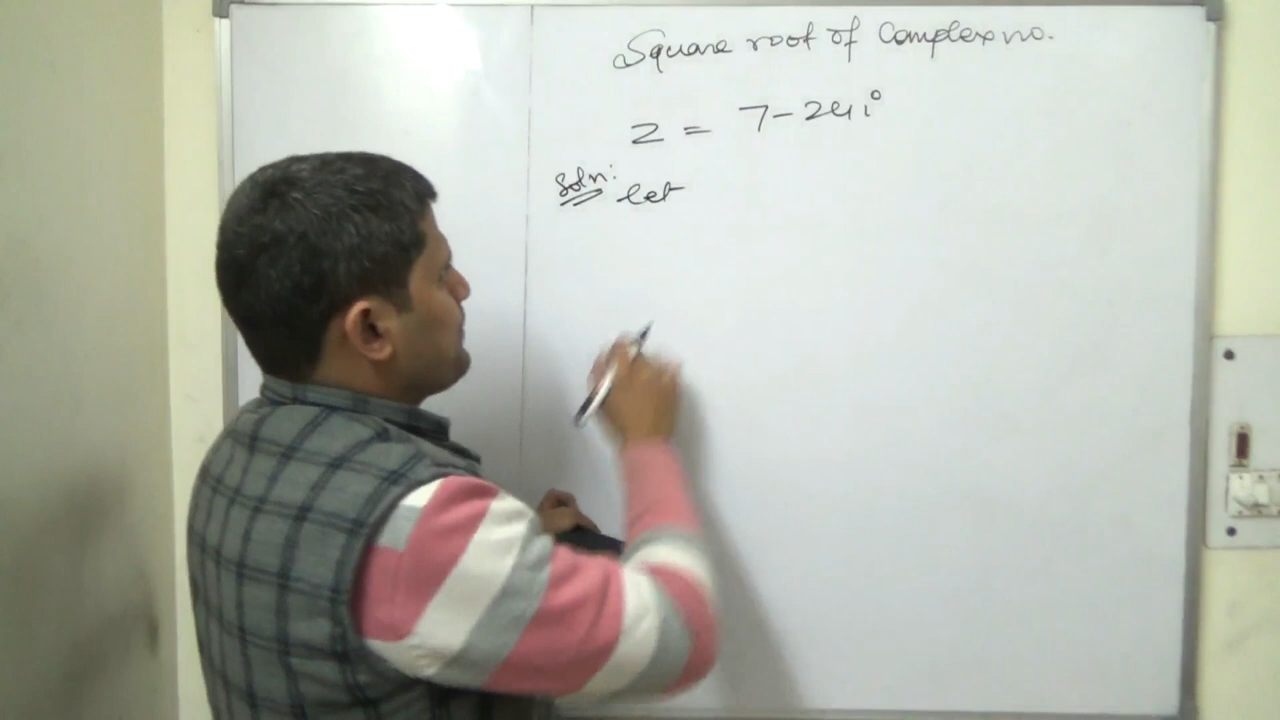 Square root of Complex no.
z = 7-24i
Soln: let